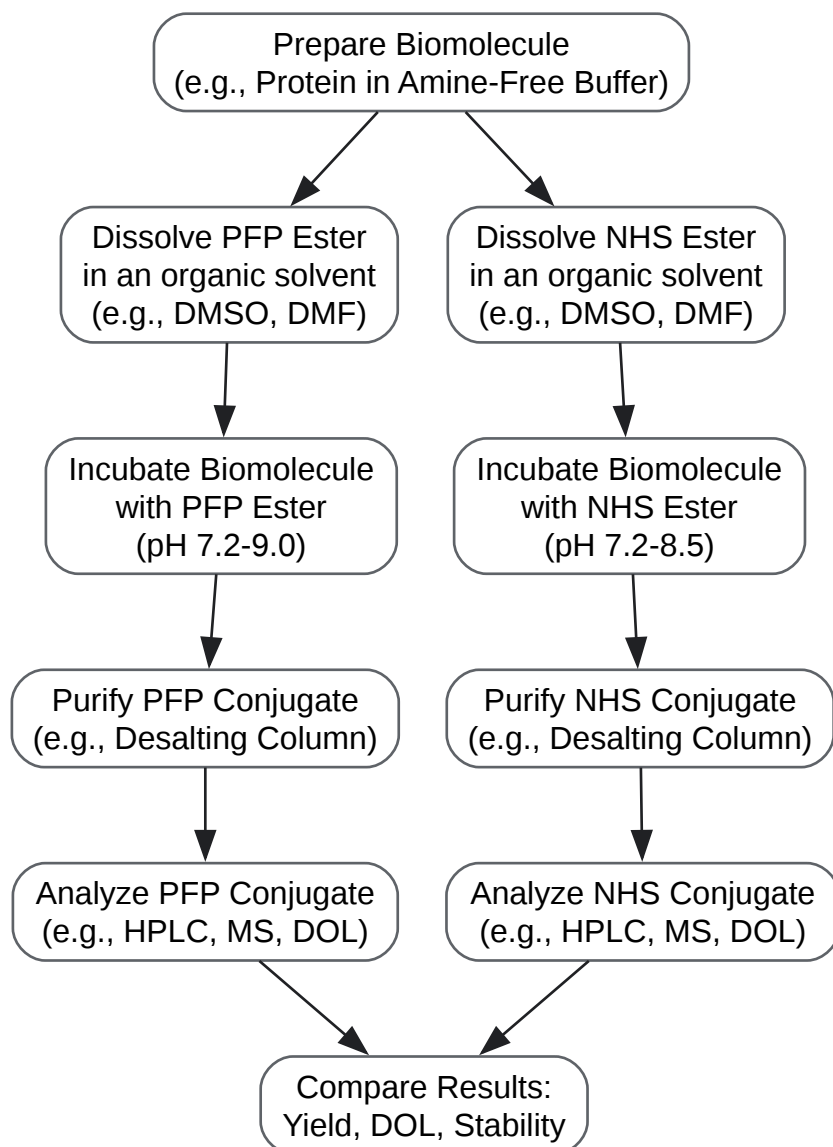 Prepare Biomolecule
(e.g., Protein in Amine-Free Buffer)
Dissolve PFP Ester
in an organic solvent
(e.g., DMSO, DMF)
Dissolve NHS Ester
in an organic solvent
(e.g., DMSO, DMF)
Incubate Biomolecule
with PFP Ester
(pH 7.2-9.0)
Incubate Biomolecule
with NHS Ester
(pH 7.2-8.5)
Purify PFP Conjugate
(e.g., Desalting Column)
Purify NHS Conjugate
(e.g., Desalting Column)
Analyze PFP Conjugate
(e.g., HPLC, MS, DOL)
Analyze NHS Conjugate
(e.g., HPLC, MS, DOL)
Compare Results:
Yield, DOL, Stability